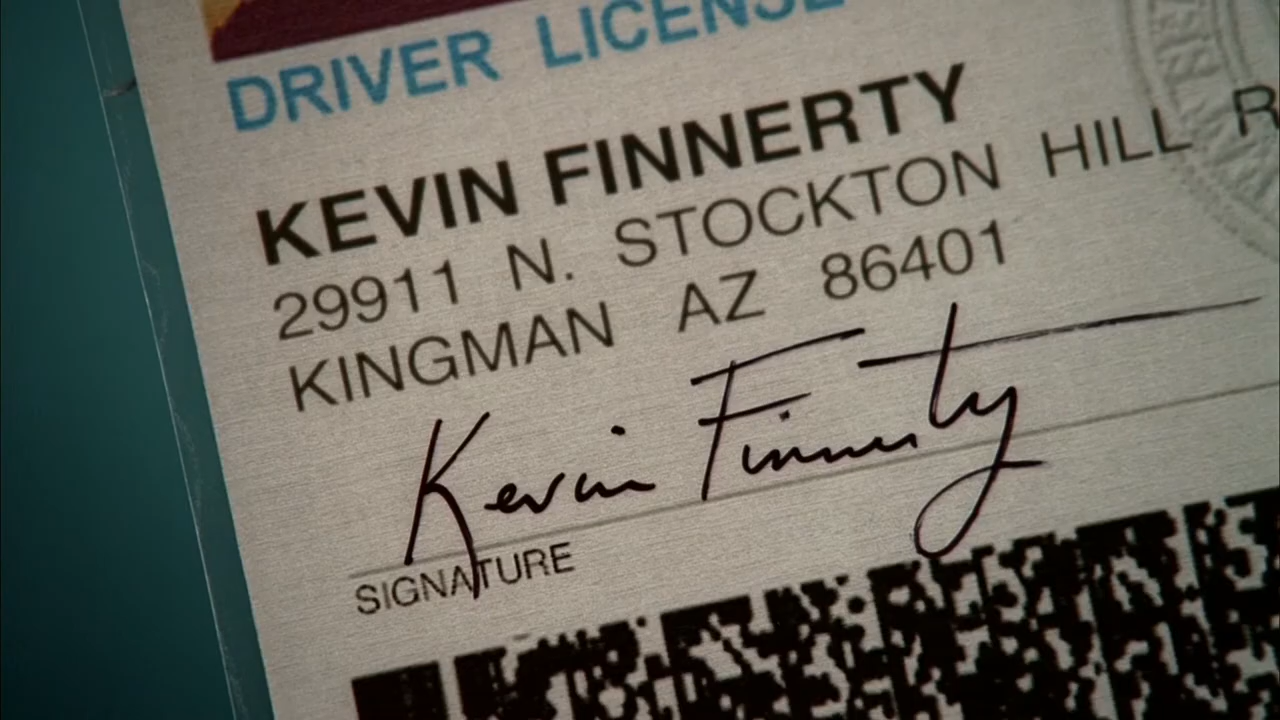 DRIVER LICENSE
KEVIN FINNERTY
29911 N. STOCKTON HILL R
KINGMAN AZ 86401
Kevin Finnerty
SIGNATURE